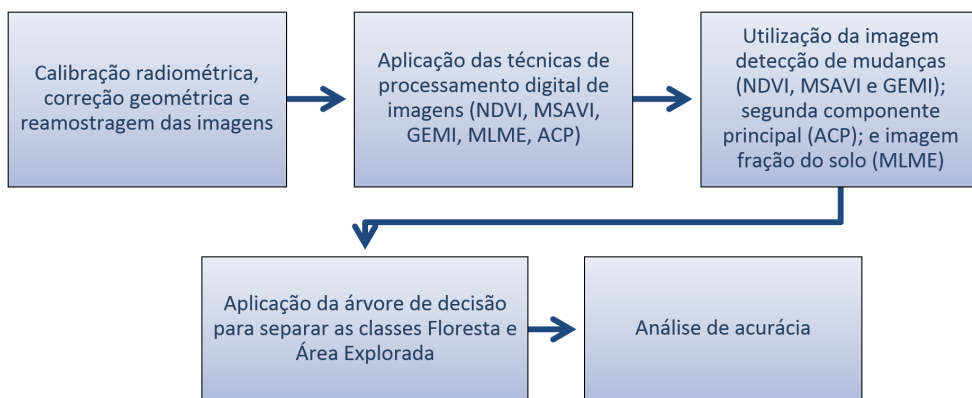 Calibração radiométrica,
correção geométrica e
reamostragem das imagens
Aplicação das técnicas de
processamento digital de
imagens (NDVI, MSAVI,
GEMI, MLME, ACP)
Utilização da imagem
detecção de mudanças
(NDVI, MSAVI e GEMI);
segunda componente
principal (ACP); e imagem
fração do solo (MLME)
Aplicação da árvore de decisão
para separar as classes Floresta e
Área Explorada
Análise de acurácia